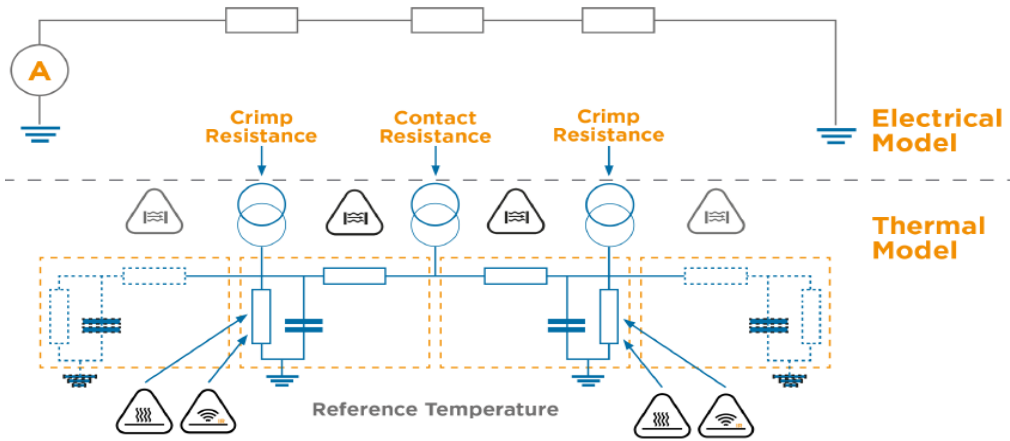 A
Crimp
Resistance
Contact
Resistance
Crimp
Resistance
Electrical
Model
Thermal
Model
Reference Temperature